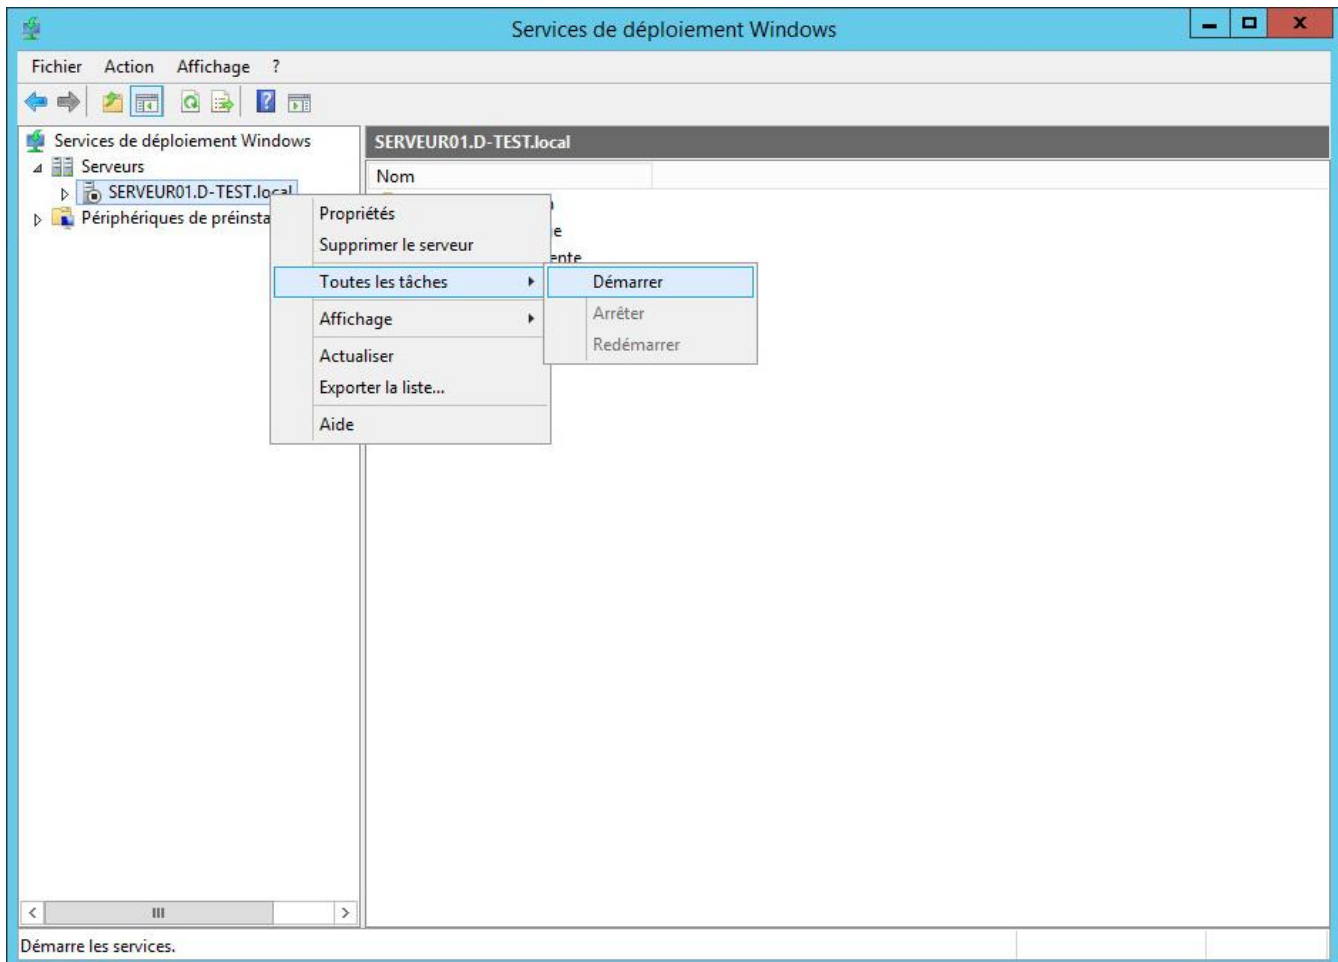 Services de déploiement Windows
Fichier Action Affichage ?
Services de déploiement Windows
Serveurs
SERVEUR01.D-TEST.local
Périphériques de préinsta
SERVEUR01.D-TEST.local
Nom
Propriétés
Supprimer le serveur
Toutes les tâches
Affichage
Actualiser
Exporter la liste...
Aide
Démarrer
Arrêter
Redémarrer
Démarre les services.